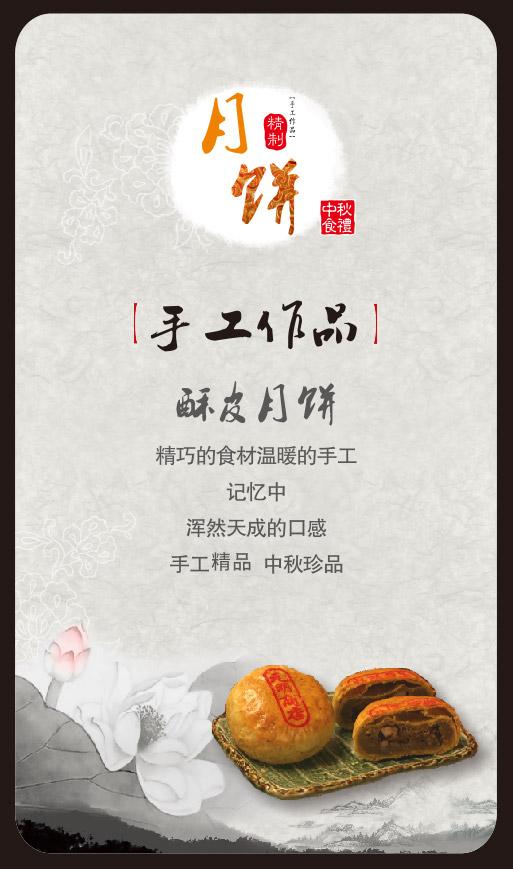 月饼
精制
[手工作品]
中秋
食禮
[手工作品]
酥皮月饼
精巧的食材温暖的手工
记忆中
浑然天成的口感
手工精品 中秋珍品